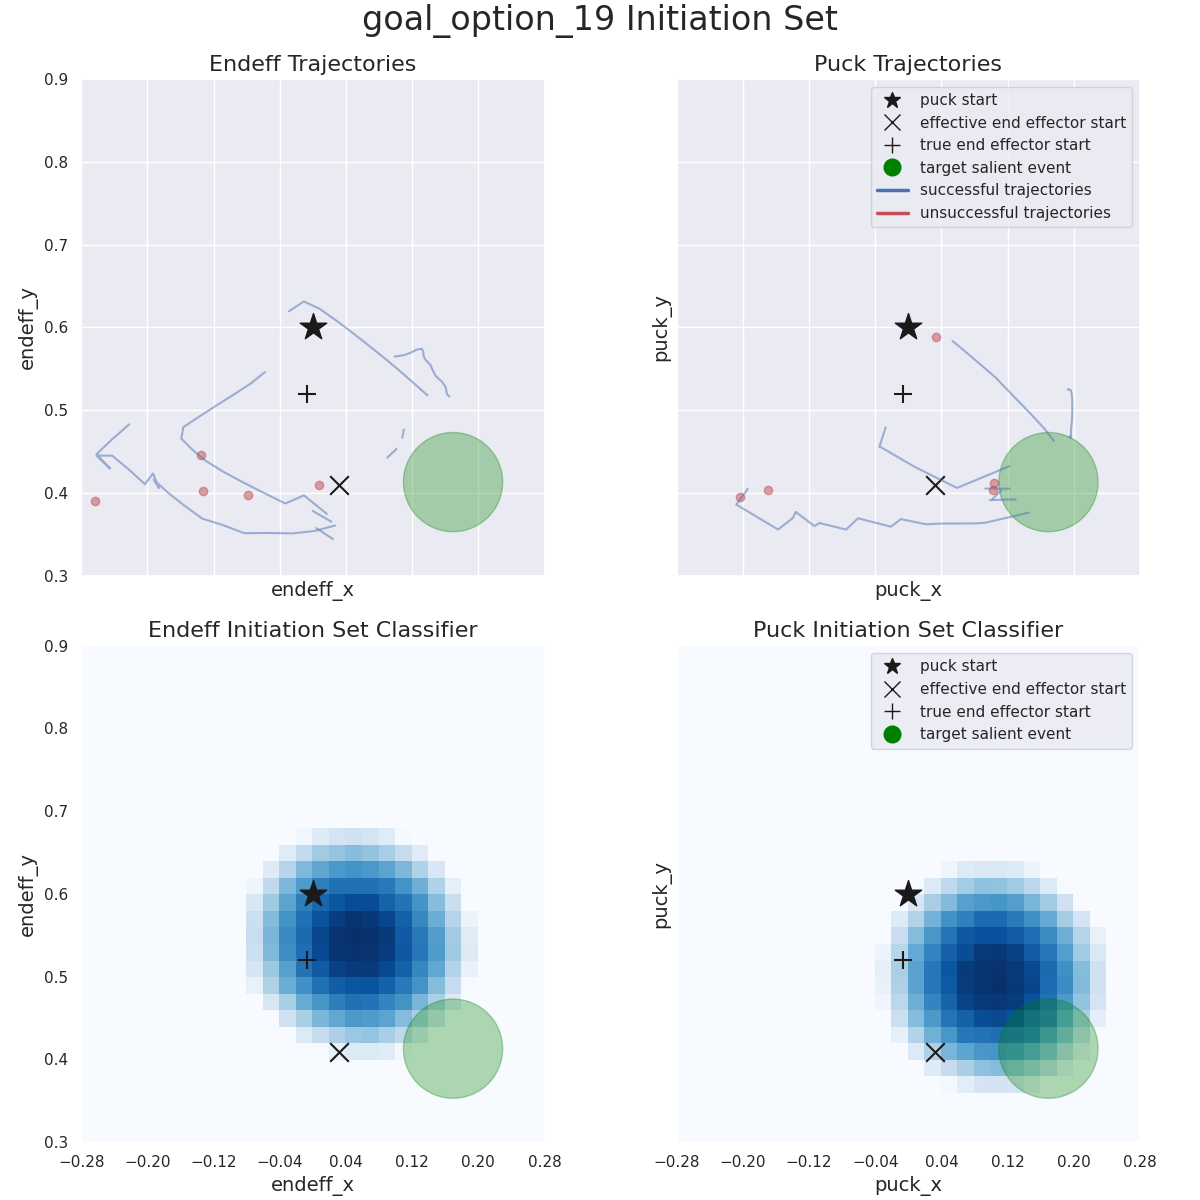 goal_option_19 Initiation Set
Endeff Trajectories
0.9
0.8
0.7
0.6
0.5
0.4
0.3
endeff_y
endeff_x
Puck Trajectories
puck start
effective end effector start
true end effector start
target salient event
successful trajectories
unsuccessful trajectories
puck_y
puck_x
Endeff Initiation Set Classifier
0.9
0.8
0.7
0.6
0.5
0.4
0.3
endeff_y
−0.28 −0.20 −0.12 −0.04 0.04 0.12 0.20 0.28
endeff_x
Puck Initiation Set Classifier
puck start
effective end effector start
true end effector start
target salient event
puck_y
−0.28 −0.20 −0.12 −0.04 0.04 0.12 0.20 0.28
puck_x